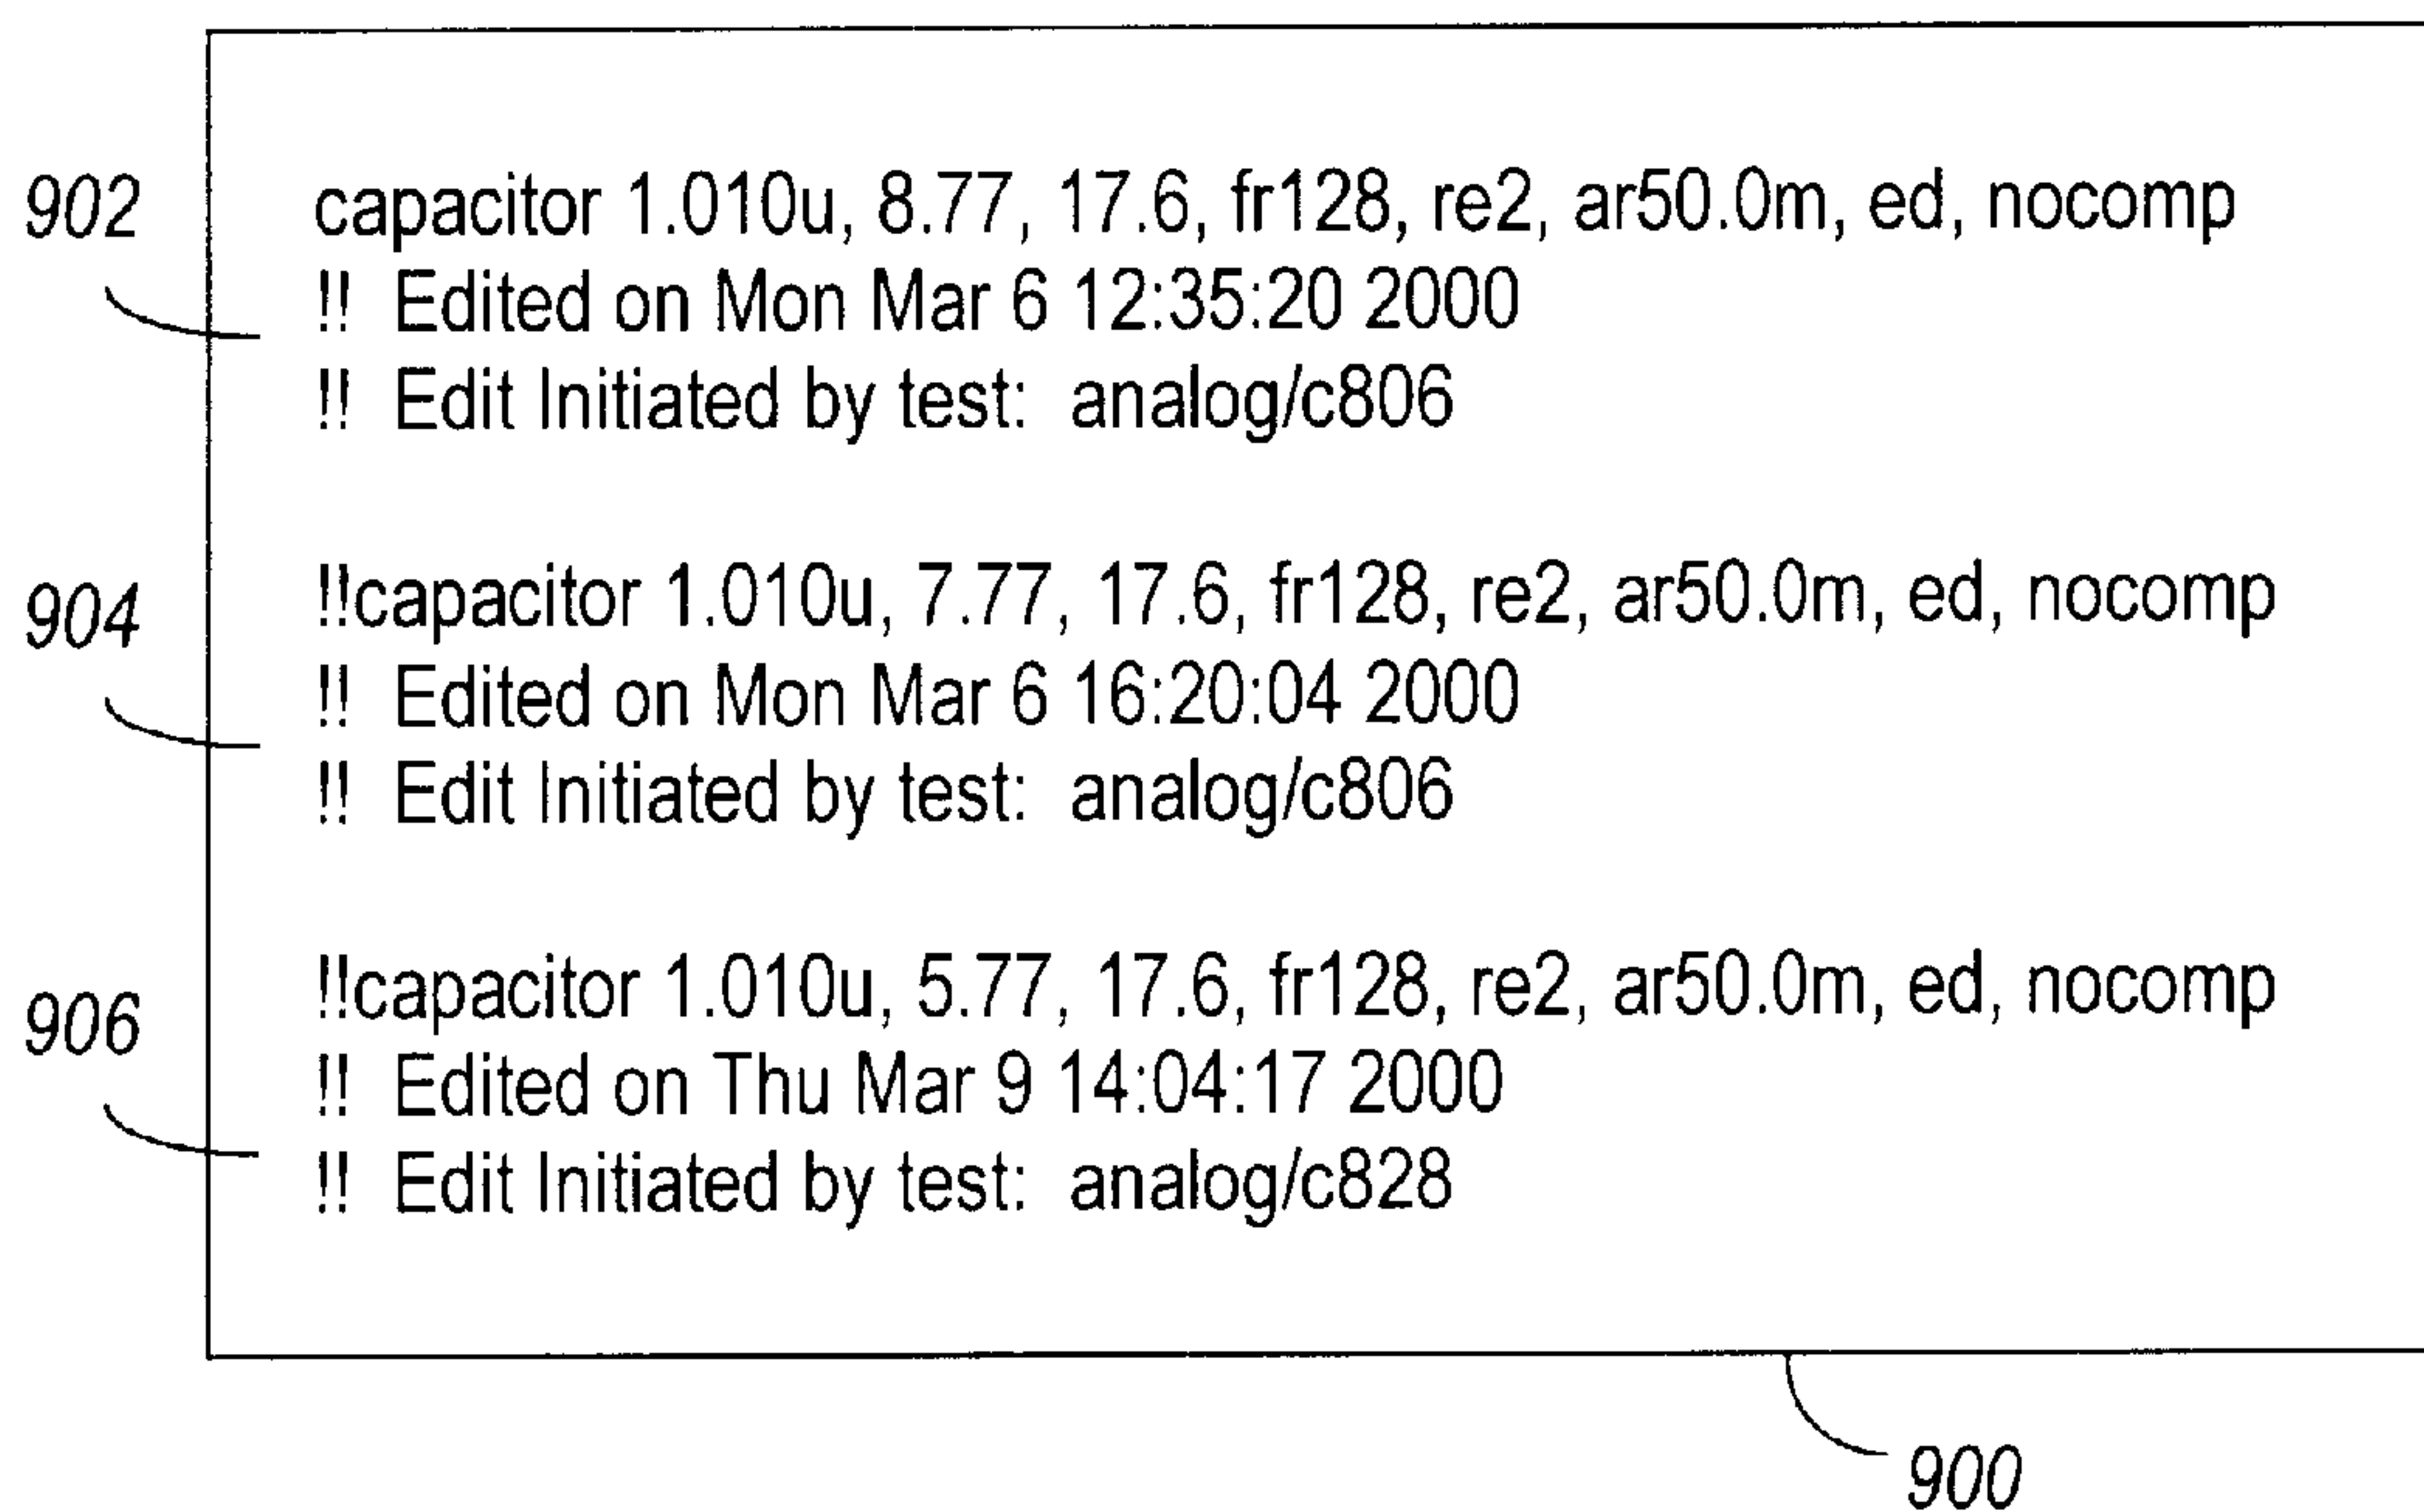 902 capacitor 1.010u, 8.77, 17.6, fr128, re2, ar50.0m, ed, nocomp
!! Edited on Mon Mar 6 12:35:20 2000
!! Edit Initiated by test: analog/c806
904 !!capacitor 1.010u, 7.77, 17.6, fr128, re2, ar50.0m, ed, nocomp
!! Edited on Mon Mar 6 16:20:04 2000
!! Edit Initiated by test: analog/c806
906 !!capacitor 1.010u, 5.77, 17.6, fr128, re2, ar50.0m, ed, nocomp
!! Edited on Thu Mar 9 14:04:17 2000
!! Edit Initiated by test: analog/c828
900